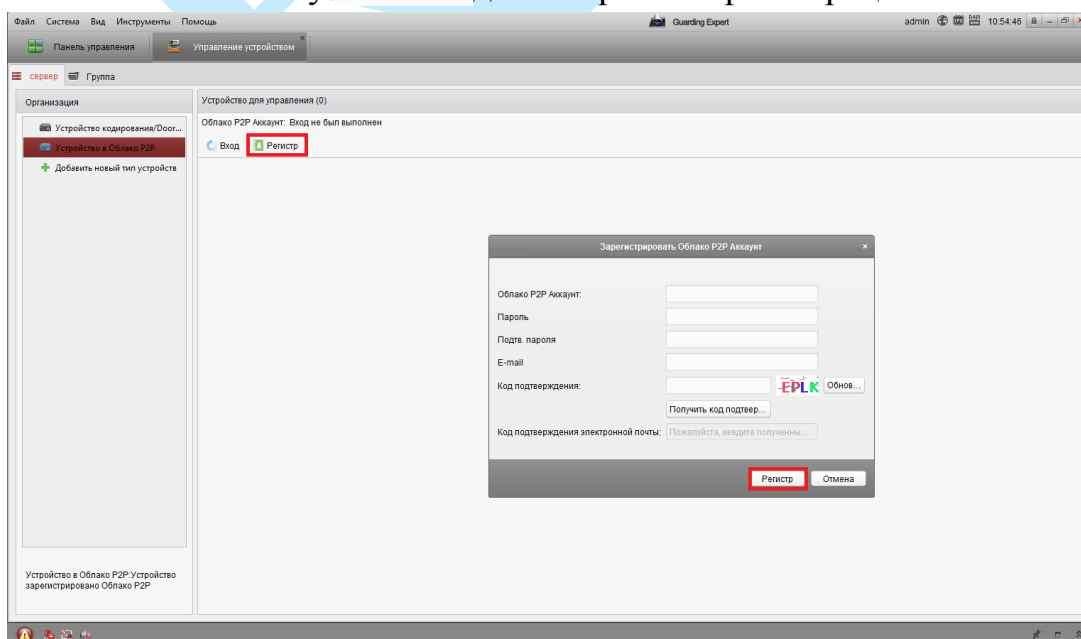 Файл Система Вид Инструменты Помощь Guarding Expert admin 10:54:46
Панель управления Управление устройством
сервер Группа
Организация Устройство для управления (0)
Устройство кодирования/Door... Облако P2P Аккаунт: Вход не был выполнен
Устройство в Облако P2P Вход Регистр
Добавить новый тип устройств
Зарегистрировать Облако P2P Аккаунт
Облако P2P Аккаунт:
Пароль
Подтв. пароля
E-mail
Код подтверждения: EPLK Обнов...
Получить код подтвер...
Код подтверждения электронной почты: Пожалуйста, введите полученны...
Регистр Отмена
Устройство в Облако P2P:Устройство
зарегистрировано Облако P2P